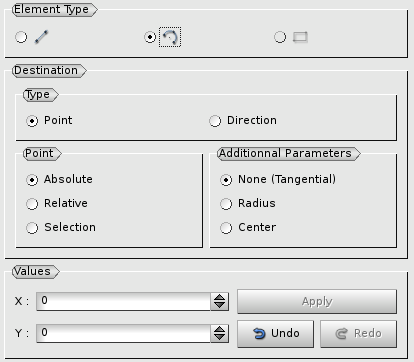 Element Type
Destination
Type
Point Direction
Point Additionnal Parameters
Absolute None (Tangential)
Relative Radius
Selection Center
Values
X : 0 Apply
Y : 0 Undo Redo